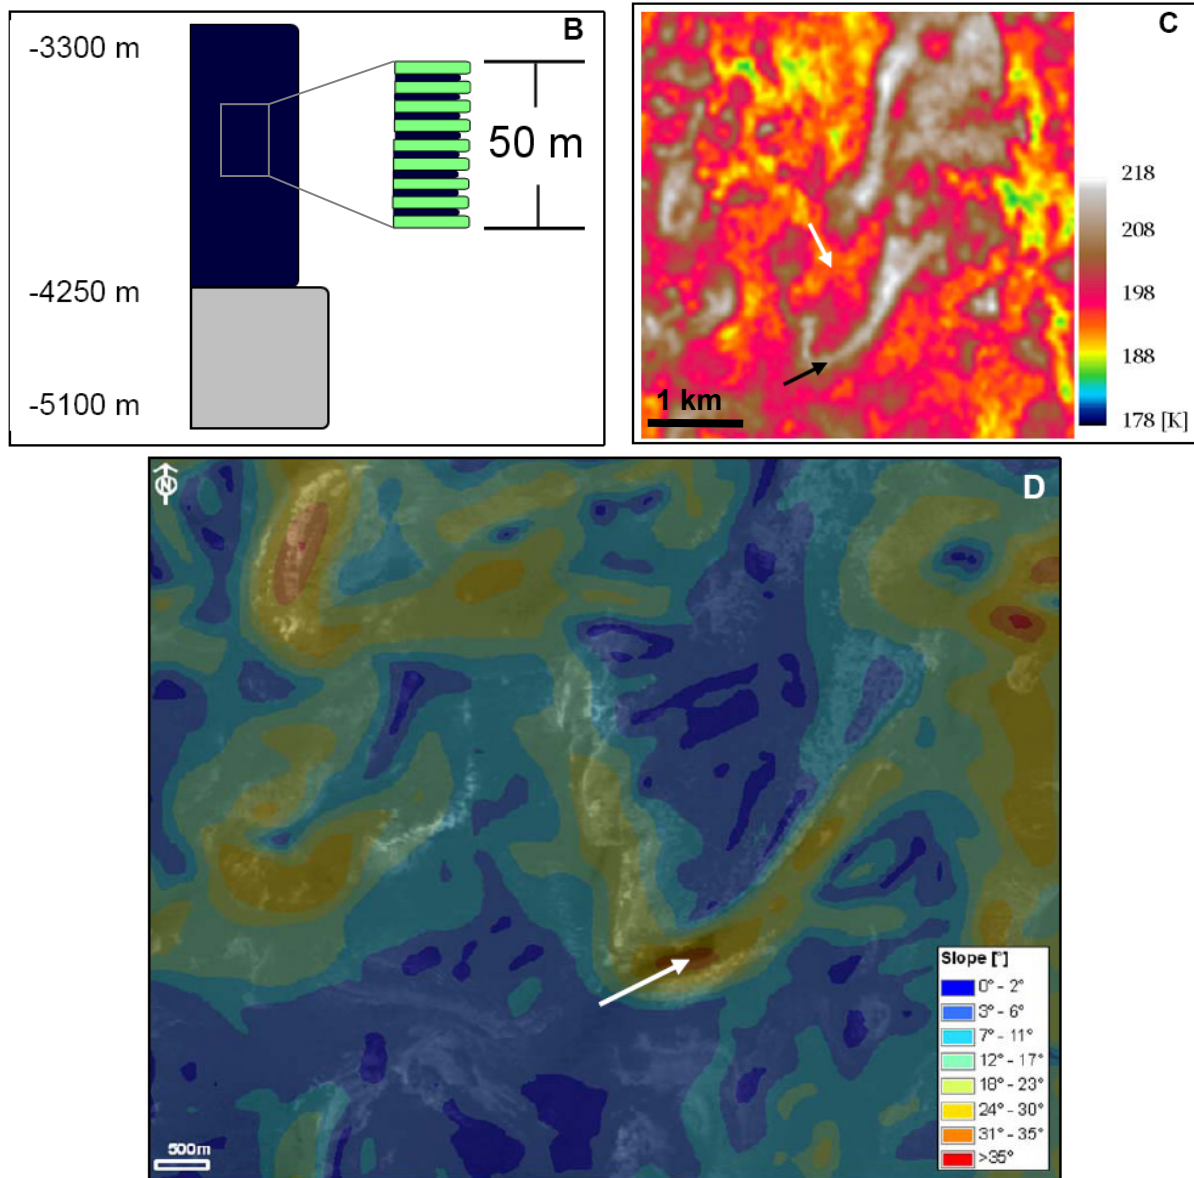 B
-3300 m
50 m
-4250 m
-5100 m
C
218
208
198
188
178 [K]
1 km
N
D
Slope [°]
0° - 2°
3° - 6°
7° - 11°
12° - 17°
18° - 23°
24° - 30°
31° - 35°
>35°
500m